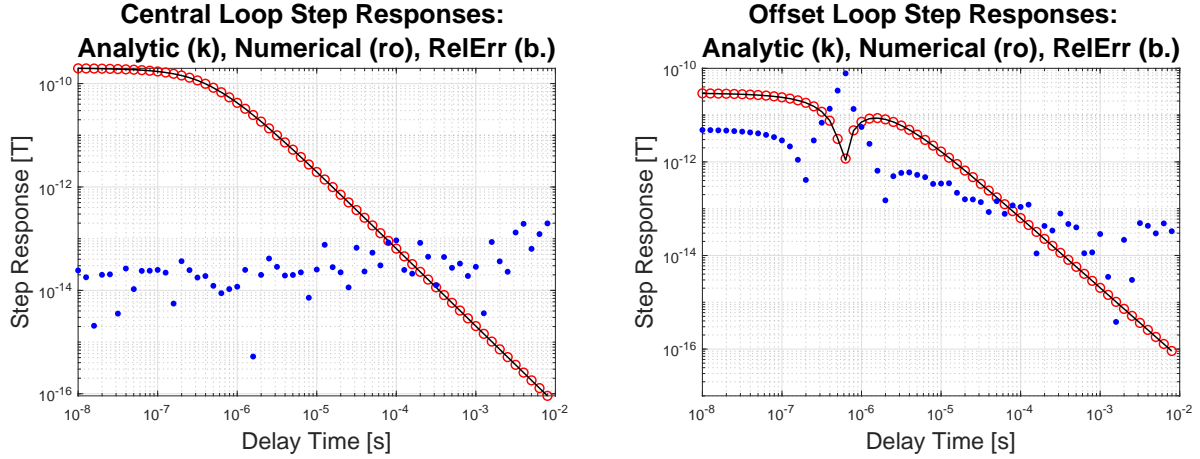 Central Loop Step Responses:
Analytic (k), Numerical (ro), RelErr (b.)
Step Response [T]
10^-10
10^-12
10^-14
10^-16
10^-8
10^-7
10^-6
10^-5
10^-4
10^-3
10^-2
Delay Time [s]
Offset Loop Step Responses:
Analytic (k), Numerical (ro), RelErr (b.)
Step Response [T]
10^-10
10^-12
10^-14
10^-16
10^-8
10^-7
10^-6
10^-5
10^-4
10^-3
10^-2
Delay Time [s]